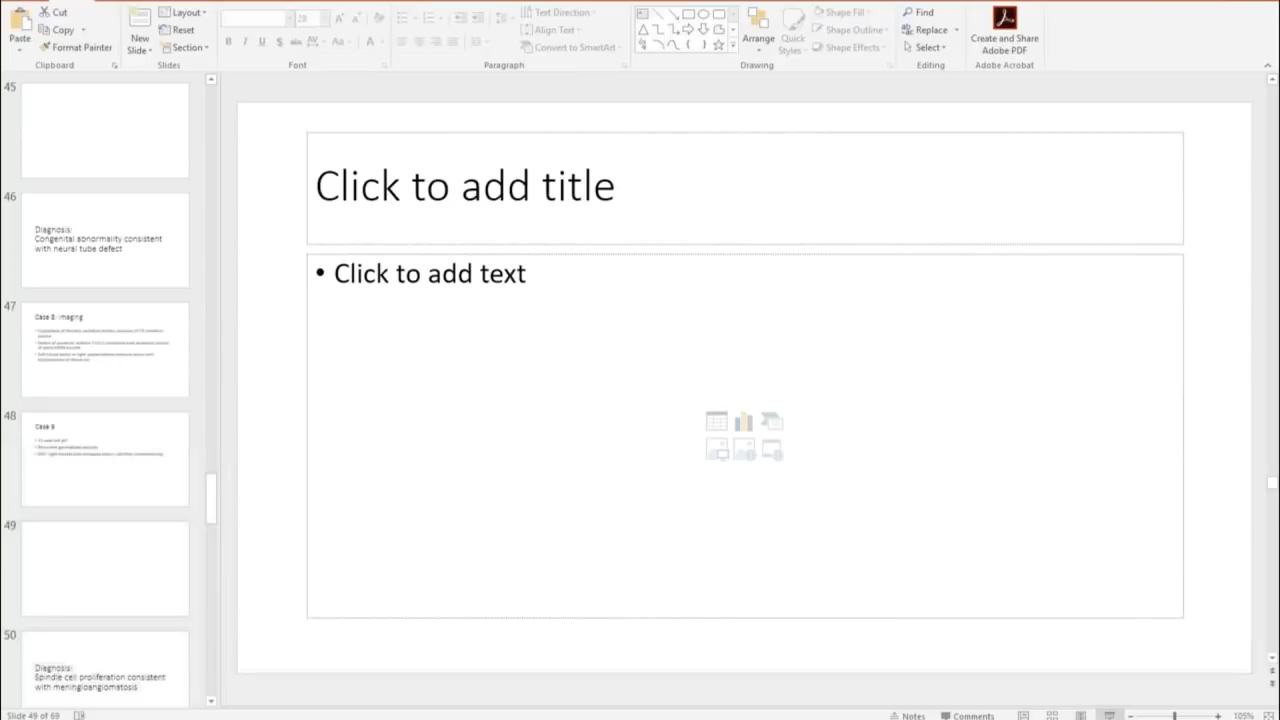 Cut
Copy
Paste
Format Painter
Clipboard
New
Slide
Layout
Reset
Section
Slides
28
B I U S abc AV Aa A
Font
Text Direction
Align Text
Convert to SmartArt
Paragraph
Arrange
Quick
Styles
Shape Fill
Shape Outline
Shape Effects
Drawing
Find
Replace
Select
Editing
Create and Share
Adobe PDF
Adobe Acrobat
45
46
Diagnosis:
Congenital abnormality consistent
with neural tube defect
47
Case 8: Imaging
48
Case 9
49
50
Diagnosis:
Spindle cell proliferation consistent
with meningioangiomatosis
Click to add title
• Click to add text
Slide 49 of 69
Notes
Comments
105%